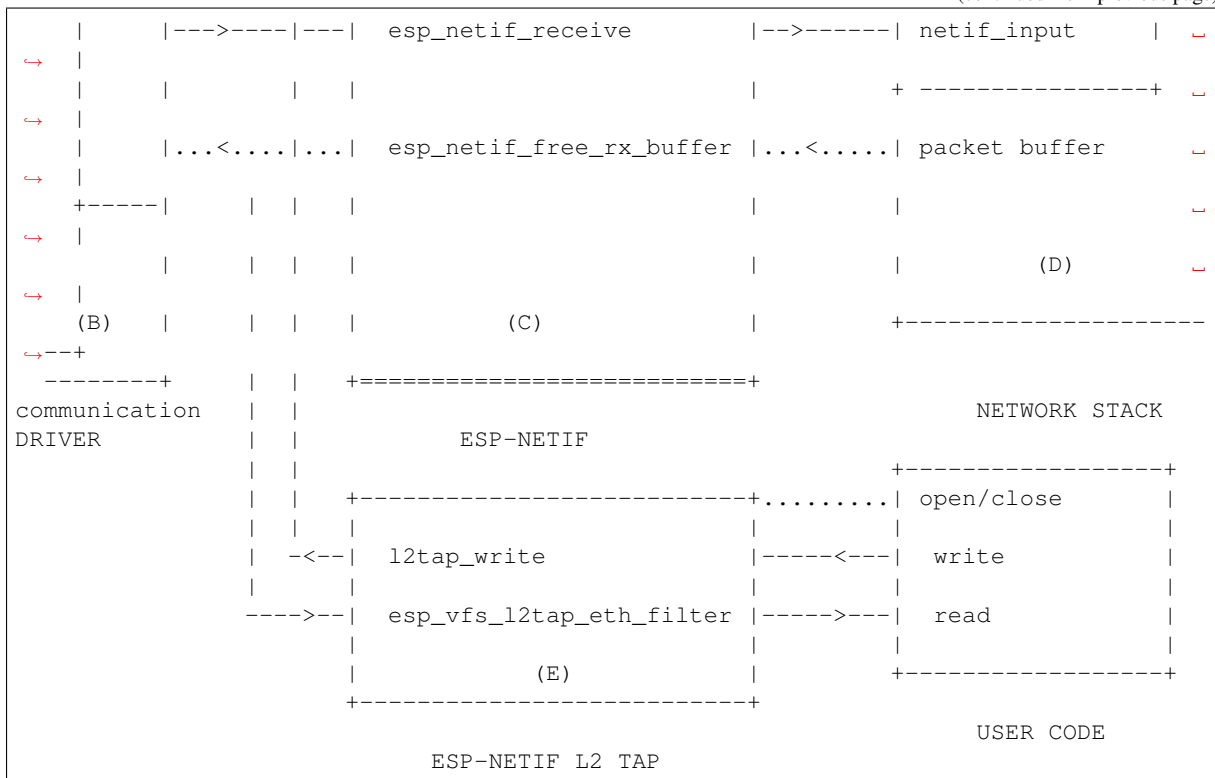 |     |--->----|---| esp_netif_receive        |-->------| netif_input     | ␣
↪   |
    |     |        |   |                          |         + ----------------+ ␣
↪   |
    |     |...<....|...| esp_netif_free_rx_buffer |...<.....| packet buffer     ␣
↪   |
    +-----|     |  |   |                          |         |                   ␣
↪   |
          |     |  |   |                          |         |         (D)       ␣
↪   |
    (B)   |     |  |   |          (C)             |         +---------------------
↪--+
  --------+     |  |   +===========================+
communication   |  |                                              NETWORK STACK
DRIVER          |  |           ESP-NETIF
                |  |                                        +------------------+
                |  |   +---------------------------+.........| open/close       |
                |  |   |                           |         |                  |
                |  -<--| l2tap_write               |-----<---| write            |
                |      |                           |         |                  |
                ---->--| esp_vfs_l2tap_eth_filter  |----->---| read             |
                       |                           |         |                  |
                       |            (E)            |         +------------------+
                       +---------------------------+
                                                                  USER CODE
                             ESP-NETIF L2 TAP